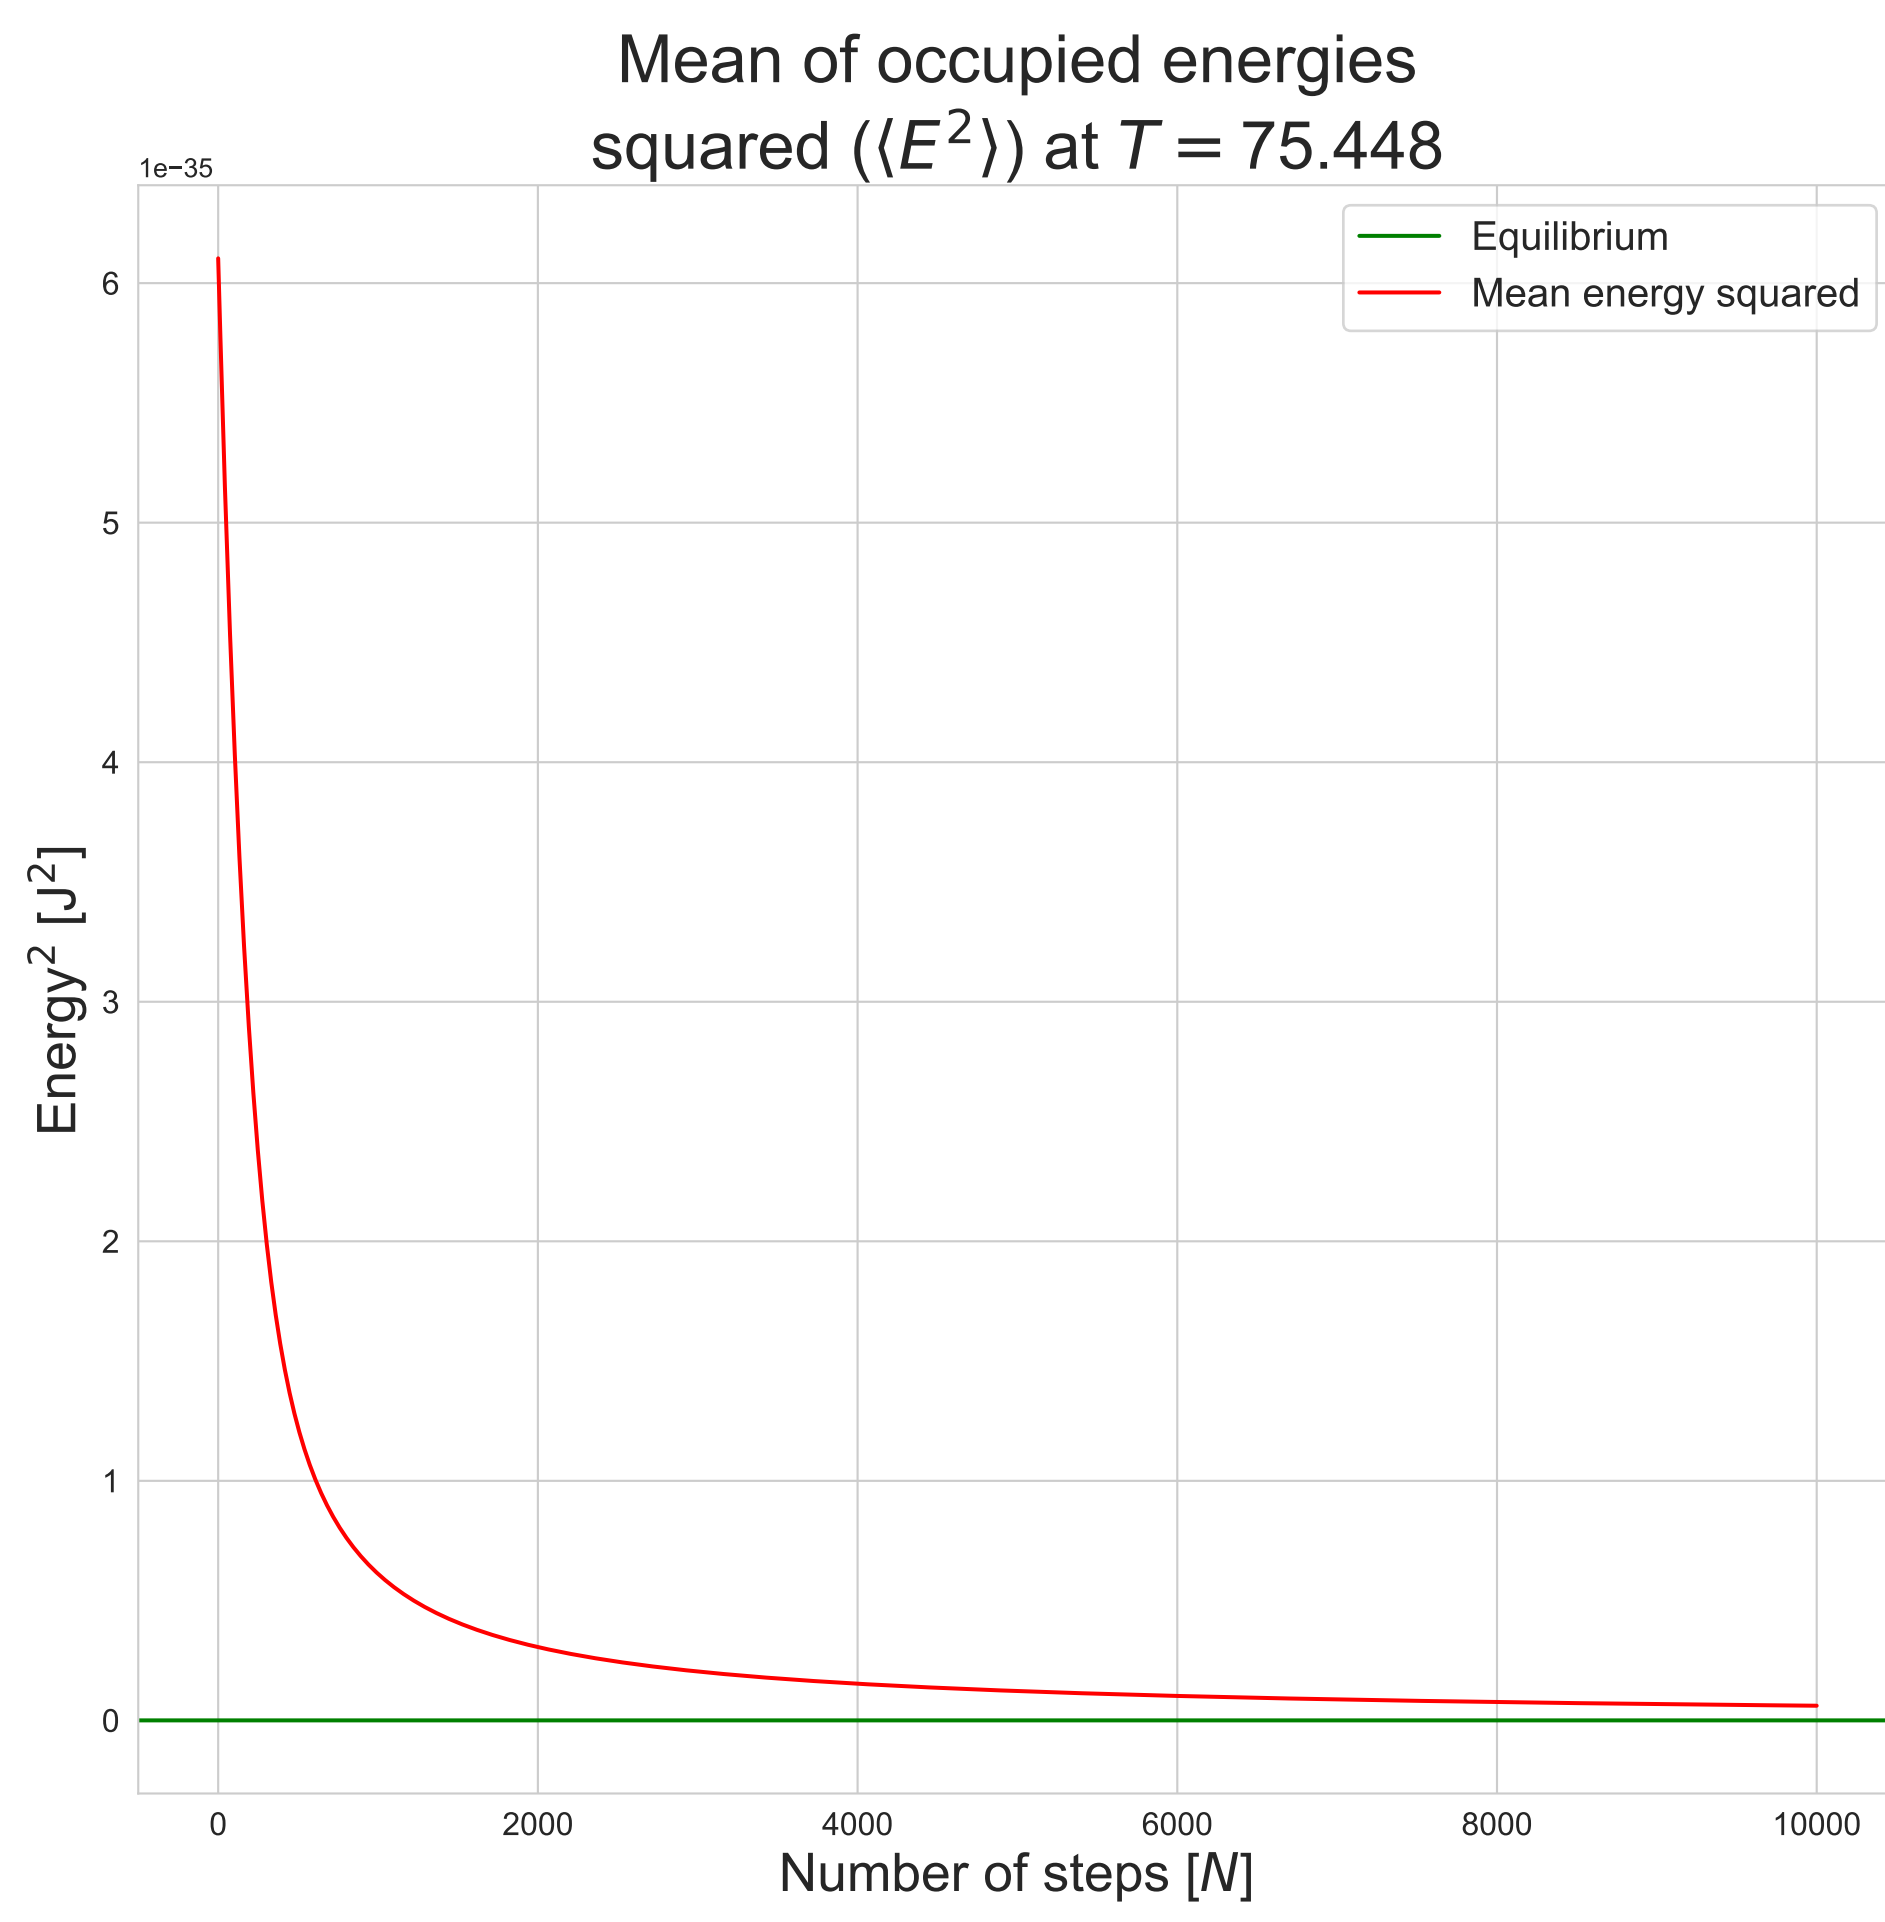 Mean of occupied energies
squared (⟨E²⟩) at T = 75.448
1e−35
Equilibrium
Mean energy squared
6
5
4
3
2
1
0
Energy² [J²]
0 2000 4000 6000 8000 10000
Number of steps [N]